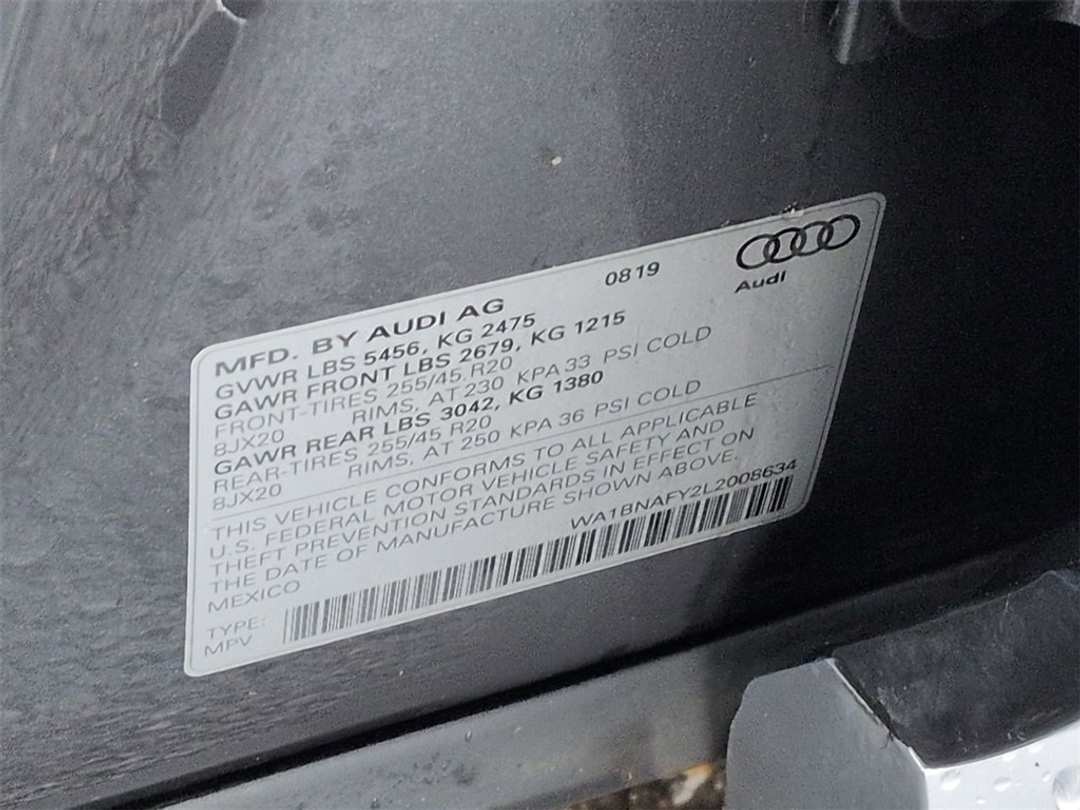 Audi
MFD. BY AUDI AG 0819
GVWR LBS 5456, KG 2475
GAWR FRONT LBS 2679, KG 1215
FRONT-TIRES 255/45 R20
8JX20 RIMS, AT 230 KPA 33 PSI COLD
GAWR REAR LBS 3042, KG 1380
REAR-TIRES 255/45 R20
8JX20 RIMS, AT 250 KPA 36 PSI COLD
THIS VEHICLE CONFORMS TO ALL APPLICABLE
U.S. FEDERAL MOTOR VEHICLE SAFETY AND
THEFT PREVENTION STANDARDS IN EFFECT ON
THE DATE OF MANUFACTURE SHOWN ABOVE.
MEXICO WA1BNAFY2L2008634
TYPE:
MPV